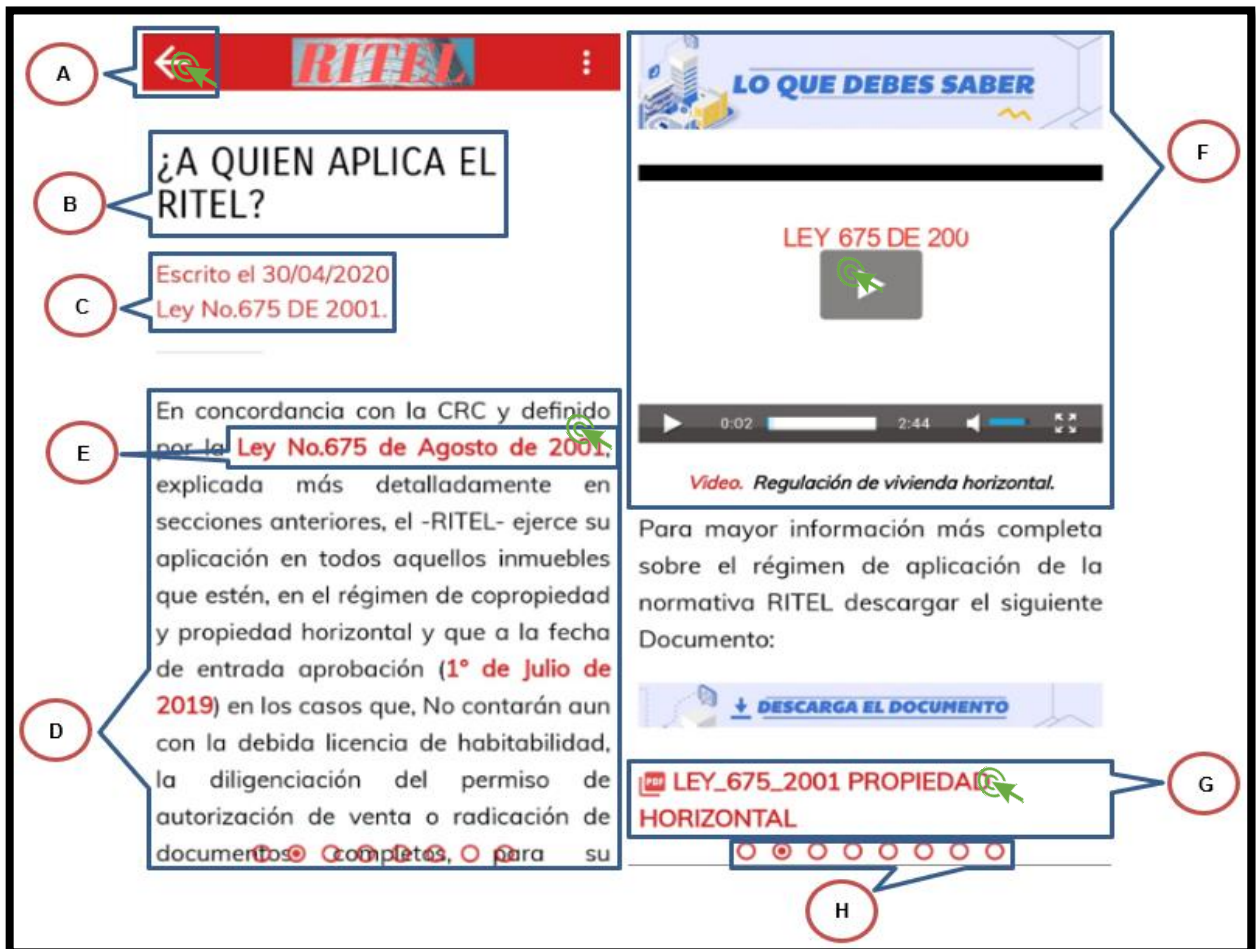 A
RITEL
B
¿A QUIEN APLICA EL
RITEL?
C
Escrito el 30/04/2020
Ley No.675 DE 2001.
E
D
En concordancia con la CRC y definido
por la Ley No.675 de Agosto de 2001,
explicada más detalladamente en
secciones anteriores, el -RITEL- ejerce su
aplicación en todos aquellos inmuebles
que estén, en el régimen de copropiedad
y propiedad horizontal y que a la fecha
de entrada aprobación (1° de Julio de
2019) en los casos que, No contarán aun
con la debida licencia de habitabilidad,
la diligenciación del permiso de
autorización de venta o radicación de
documentos completos, para su
F
LO QUE DEBES SABER
LEY 675 DE 200
0:02 2:44
Video. Regulación de vivienda horizontal.
Para mayor información más completa
sobre el régimen de aplicación de la
normativa RITEL descargar el siguiente
Documento:
DESCARGA EL DOCUMENTO
G
PDF LEY_675_2001 PROPIEDAD
HORIZONTAL
H